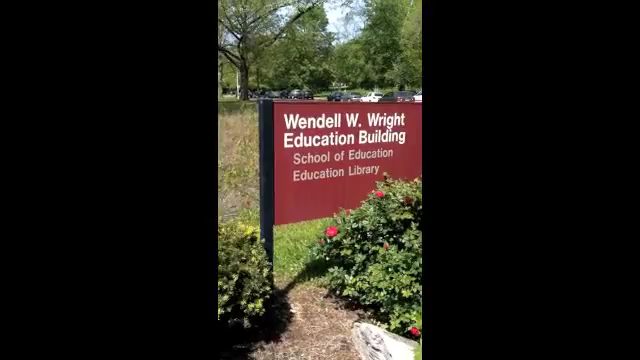 Wendell W. Wright
Education Building
School of Education
Education Library